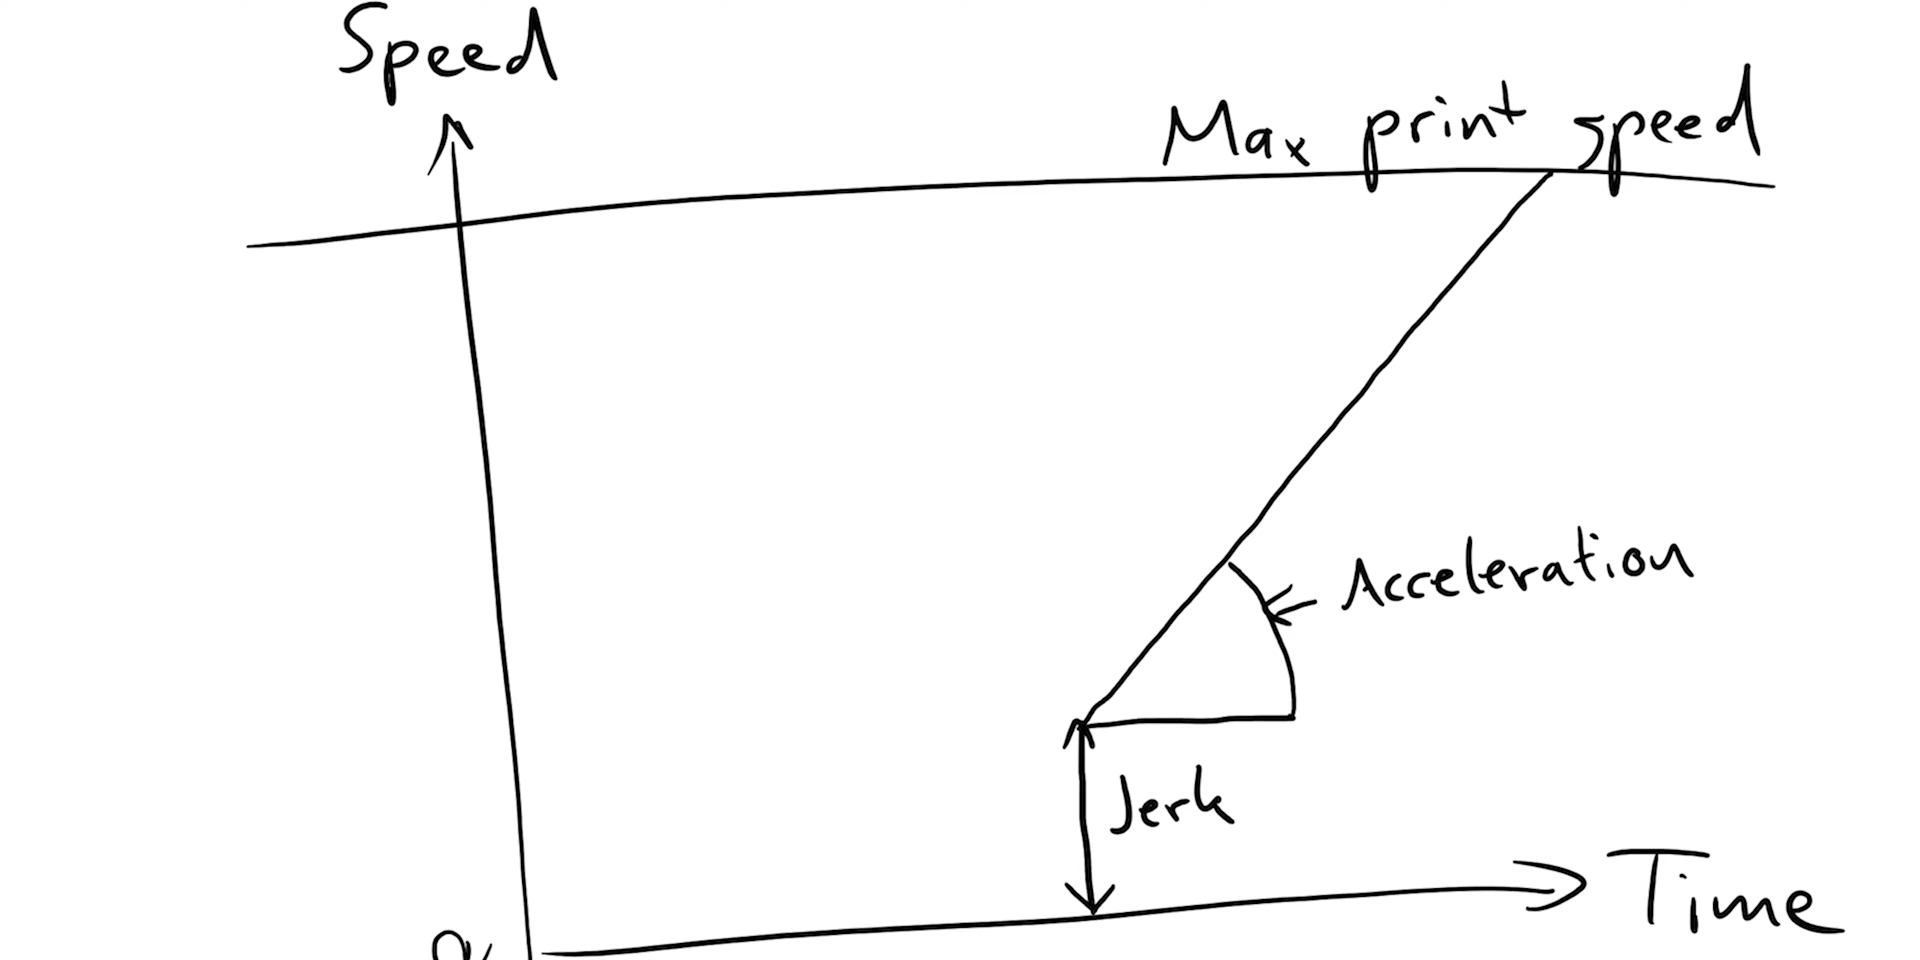 Speed
Max print speed
Acceleration
Jerk
Time